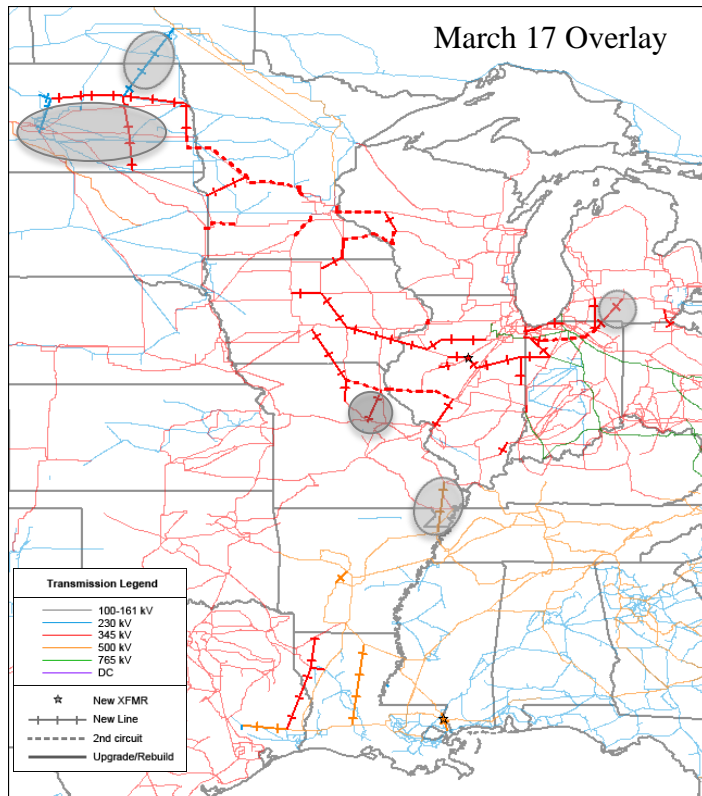 March 17 Overlay
Transmission Legend
100-161 kV
230 kV
345 kV
500 kV
765 kV
DC
New XFMR
New Line
2nd circuit
Upgrade/Rebuild